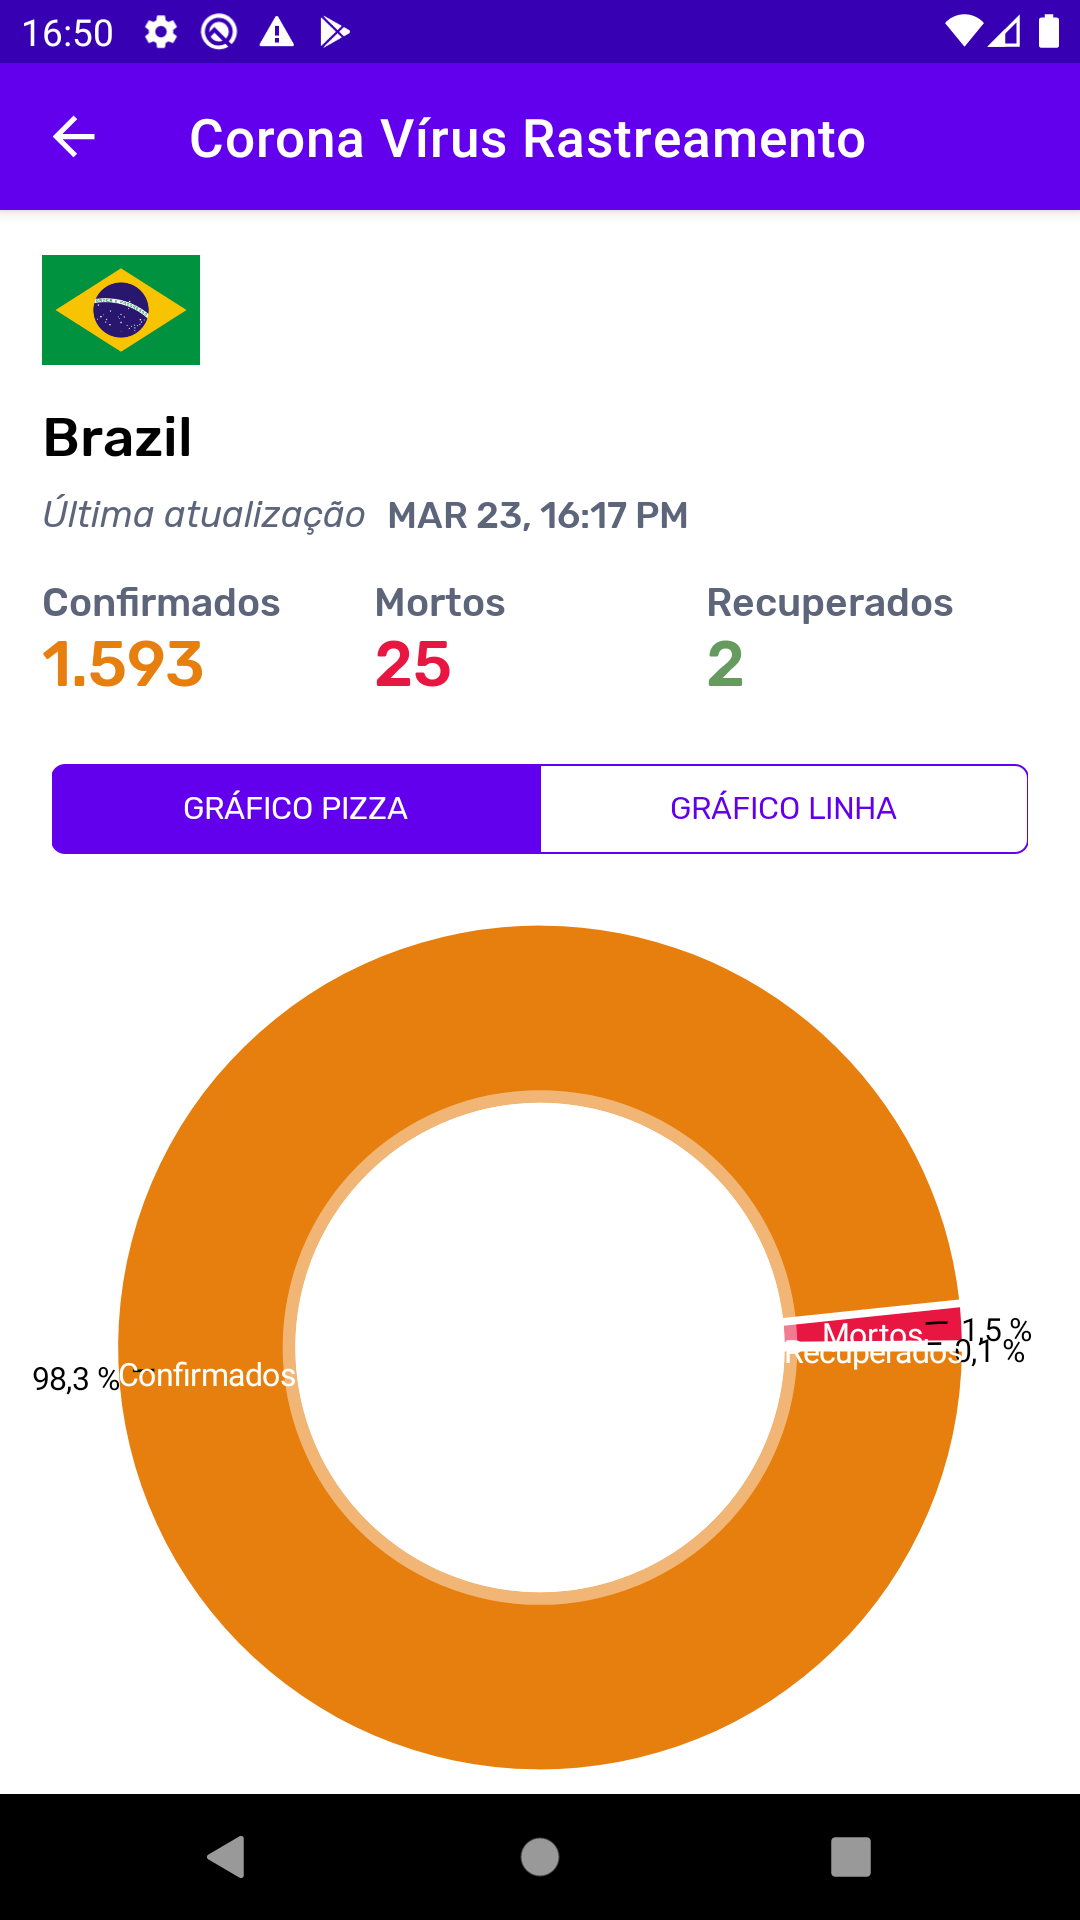 16:50
Corona Vírus Rastreamento
Brazil
Última atualização MAR 23, 16:17 PM
Confirmados Mortos Recuperados
1.593 25 2
GRÁFICO PIZZA GRÁFICO LINHA
Mortos 1,5 %
Recuperados 0,1 %
98,3 % Confirmados